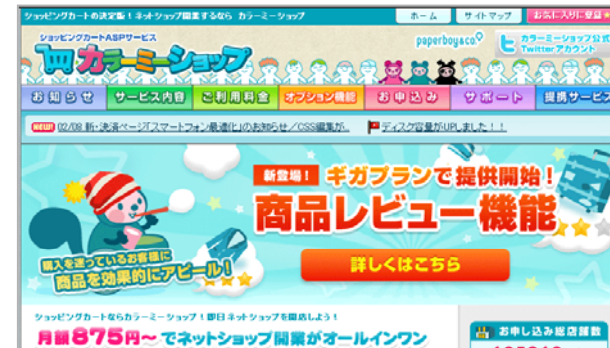 ショッピングカートの決定版！ネットショップ開業するなら カラーミーショップ
ホーム
サイトマップ
お気に入りに登録
ショッピングカートASPサービス
カラーミーショップ
paperboy&co.
カラーミーショップ公式
Twitterアカウント
お知らせ
サービス内容
ご利用料金
オプション機能
お申込み
サポート
提携サービス
NEW! 02/08 新・決済ページ「スマートフォン最適化」のお知らせ／CSS編集が..
ディスク容量がUPしました！！
新登場！ ギガプランで提供開始！
商品レビュー機能
購入を迷っているお客様に
商品を効果的にアピール！
詳しくはこちら
ショッピングカートならカラーミーショップ！即日ネットショップを開店しよう！
月額875円～でネットショップ開業がオールインワン
お申し込み総店舗数